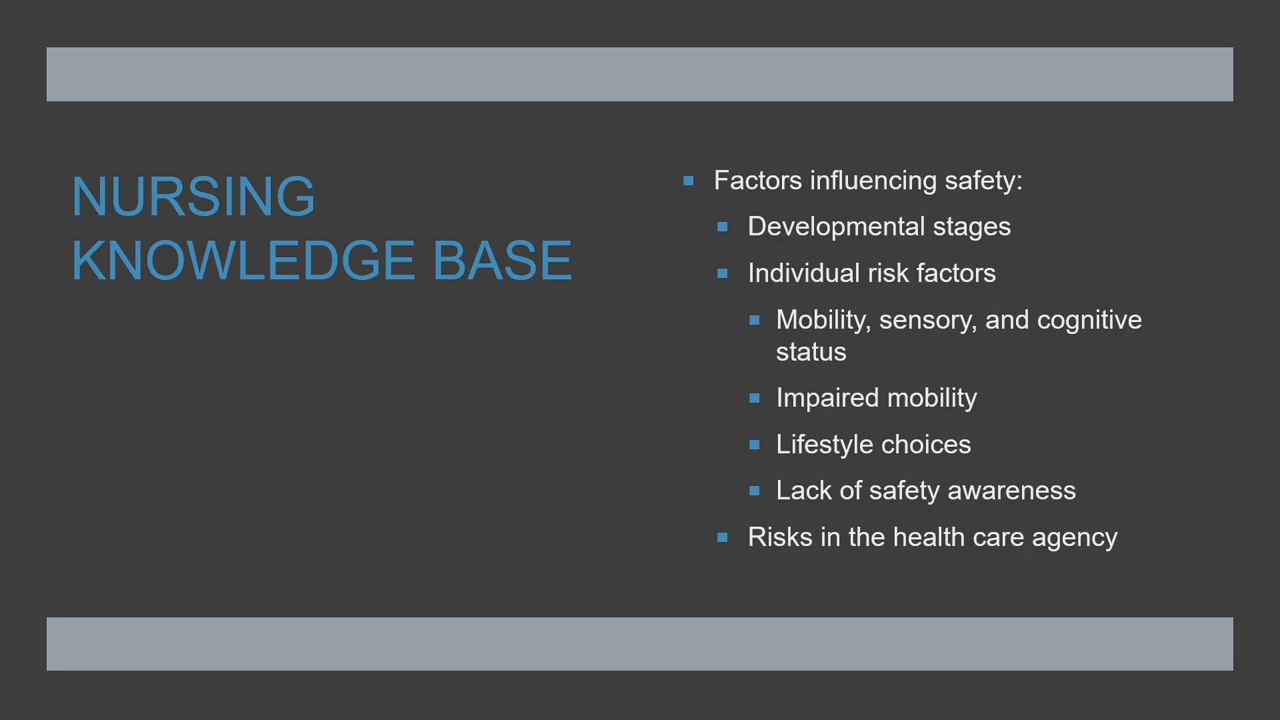 NURSING
KNOWLEDGE BASE
Factors influencing safety:
Developmental stages
Individual risk factors
Mobility, sensory, and cognitive
status
Impaired mobility
Lifestyle choices
Lack of safety awareness
Risks in the health care agency